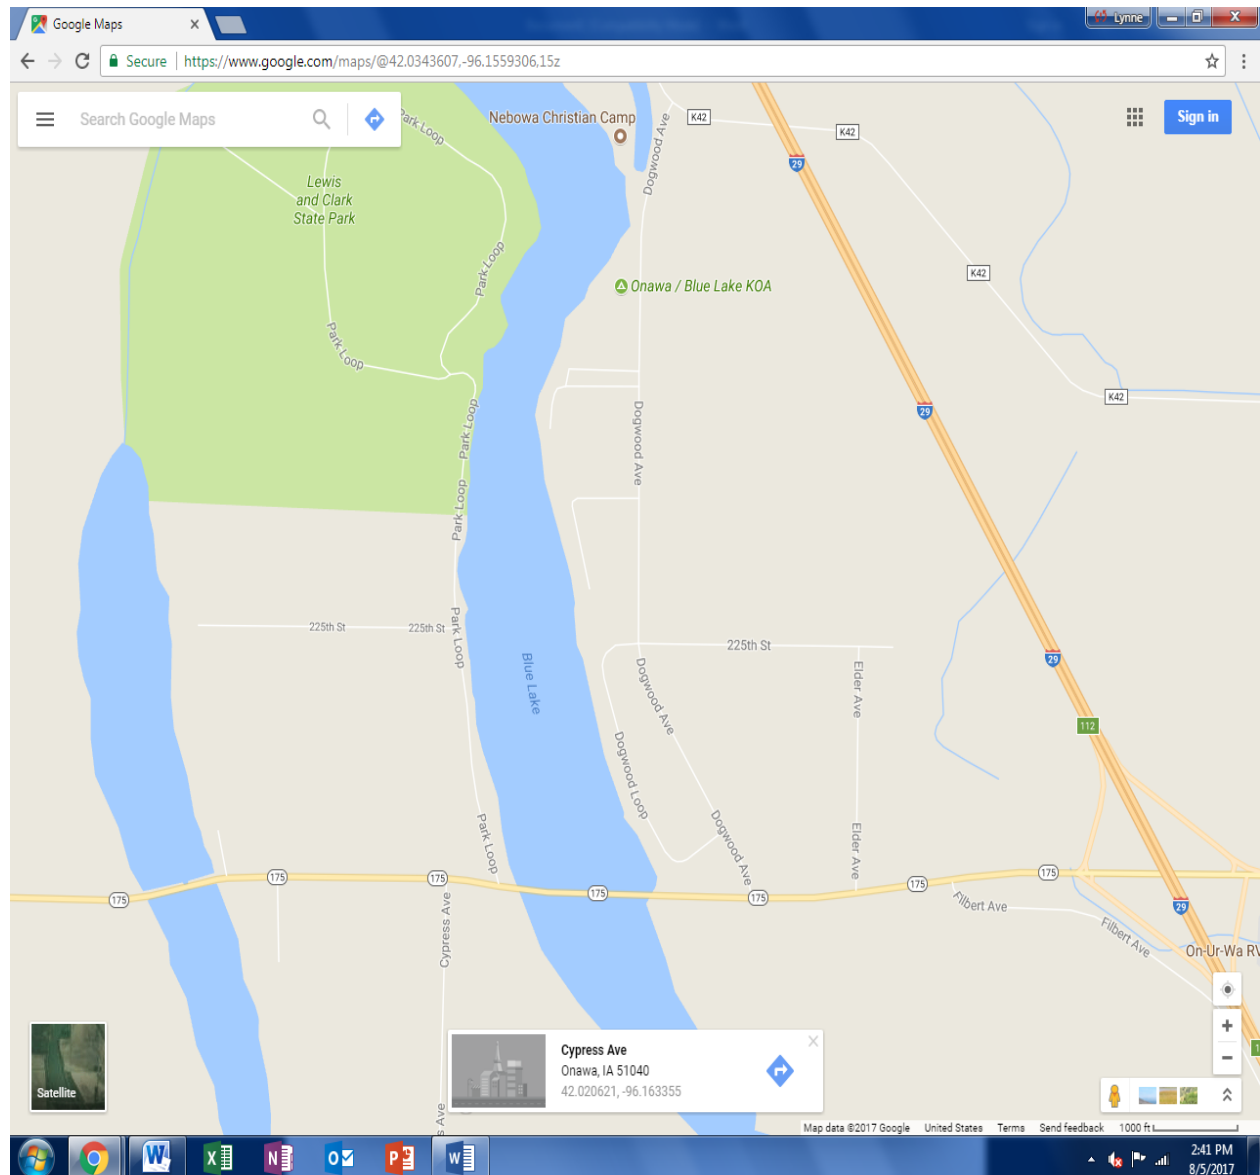 Google Maps
Lynne
Secure
https://www.google.com/maps/@42.0343607,-96.1559306,15z
Search Google Maps
Sign in
Park Loop
Nebowa Christian Camp
K42
K42
Dogwood Ave
29
Lewis
and Clark
State Park
Park Loop
K42
Onawa / Blue Lake KOA
Park Loop
K42
29
Park Loop
Dogwood Ave
Park Loop
225th St
225th St
Park Loop
225th St
29
Blue Lake
Dogwood Ave
Elder Ave
112
Dogwood Loop
Park Loop
Dogwood Ave
Elder Ave
175
175
175
175
175
175
175
Filbert Ave
29
Cypress Ave
Filbert Ave
On-Ur-Wa RV
Cypress Ave
Onawa, IA 51040
42.020621, -96.163355
Satellite
s Ave
Map data ©2017 Google
United States
Terms
Send feedback
1000 ft
2:41 PM
8/5/2017